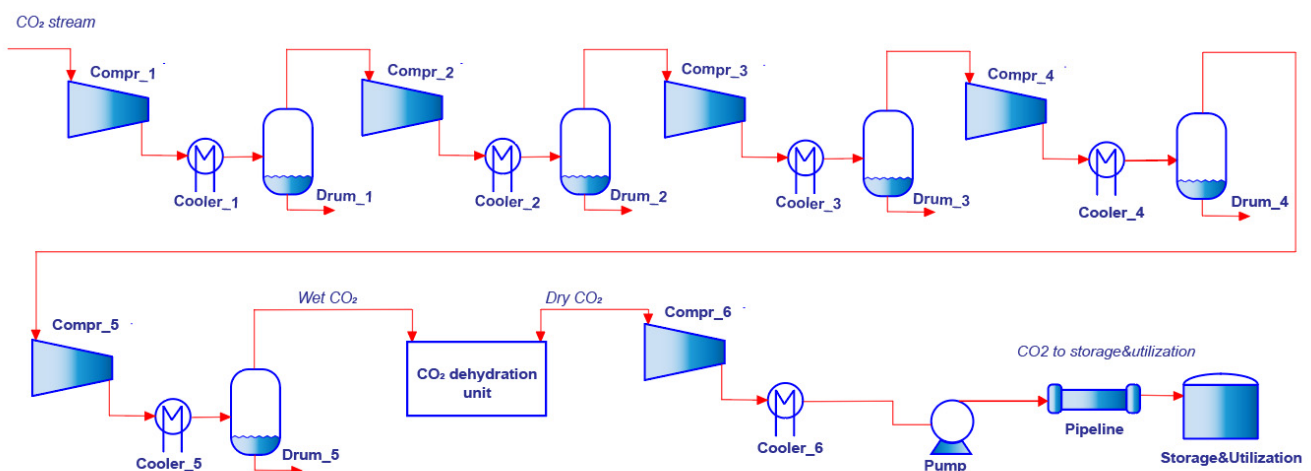 CO₂ stream
Compr_1
Compr_2
Compr_3
Compr_4
Cooler_1
Drum_1
Cooler_2
Drum_2
Cooler_3
Drum_3
Cooler_4
Drum_4
Compr_5
Wet CO₂
Dry CO₂
Compr_6
CO2 to storage&utilization
CO₂ dehydration
unit
Cooler_5
Drum_5
Cooler_6
Pump
Pipeline
Storage&Utilization